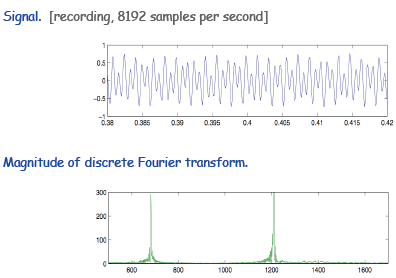 Signal. [recording, 8192 samples per second]
1
0.5
0
−0.5
−1
0.38 0.385 0.39 0.395 0.4 0.405 0.41 0.415 0.42
Magnitude of discrete Fourier transform.
300
200
100
0
600 800 1000 1200 1400 1600